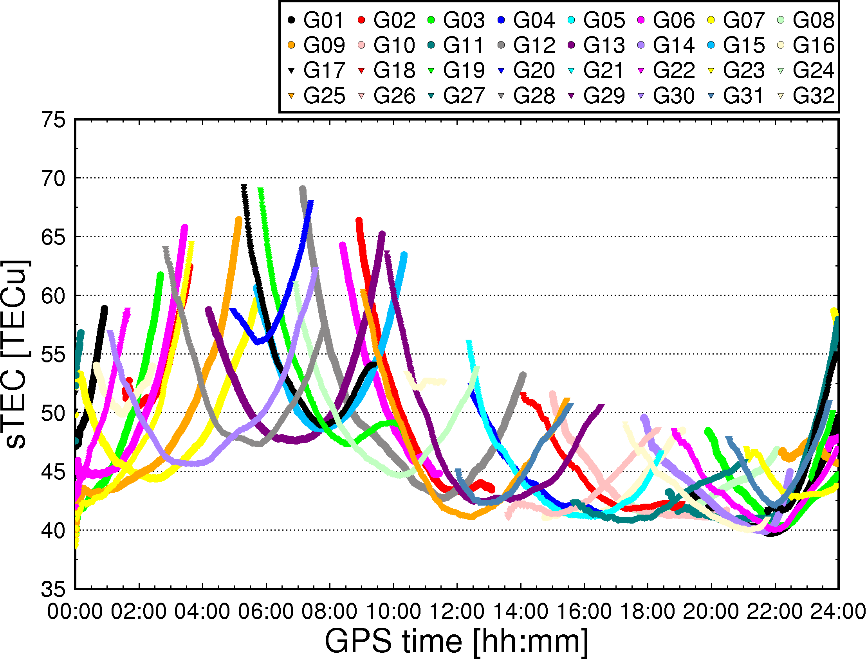 G01 G02 G03 G04 G05 G06 G07 G08
G09 G10 G11 G12 G13 G14 G15 G16
G17 G18 G19 G20 G21 G22 G23 G24
G25 G26 G27 G28 G29 G30 G31 G32
75
70
65
60
55
50
45
40
35
sTEC [TECu]
00:00 02:00 04:00 06:00 08:00 10:00 12:00 14:00 16:00 18:00 20:00 22:00 24:00
GPS time [hh:mm]